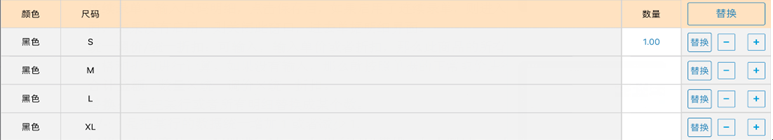 颜色 尺码 数量 替换
黑色 S 1.00 替换 − +
黑色 M 替换 − +
黑色 L 替换 − +
黑色 XL 替换 − +